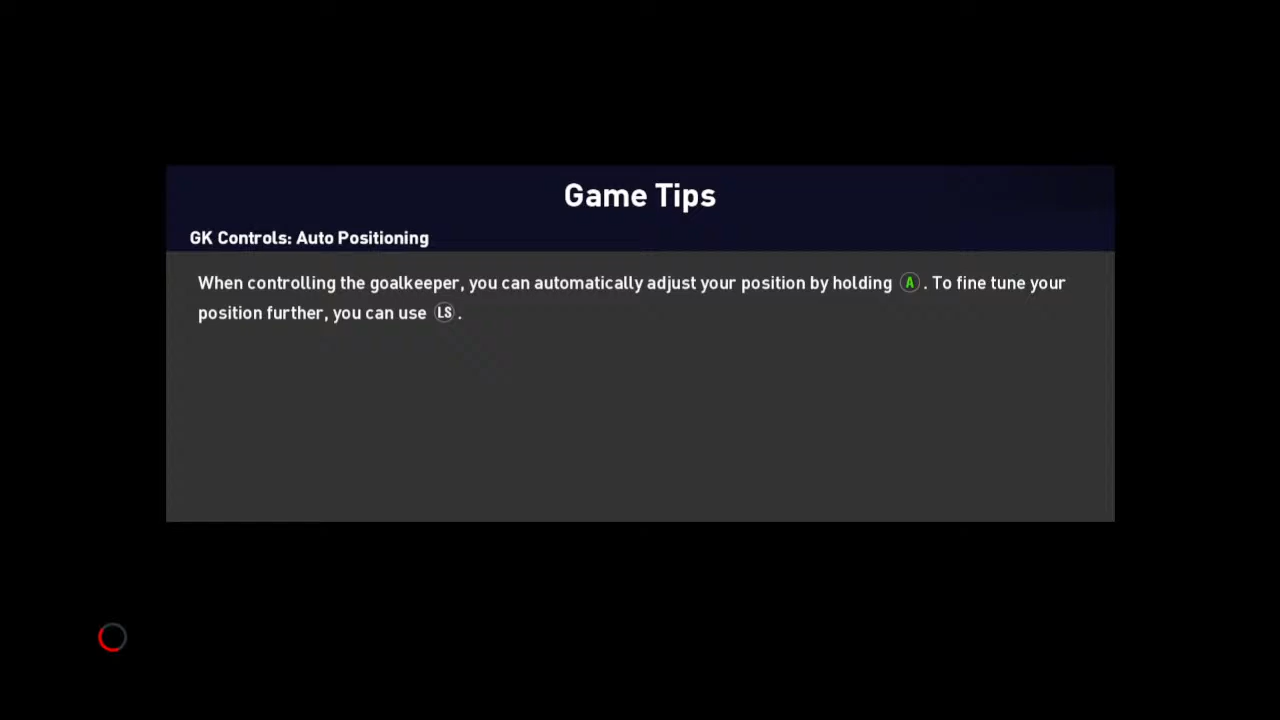 Game Tips
GK Controls: Auto Positioning
When controlling the goalkeeper, you can automatically adjust your position by holding A. To fine tune your
position further, you can use LS.